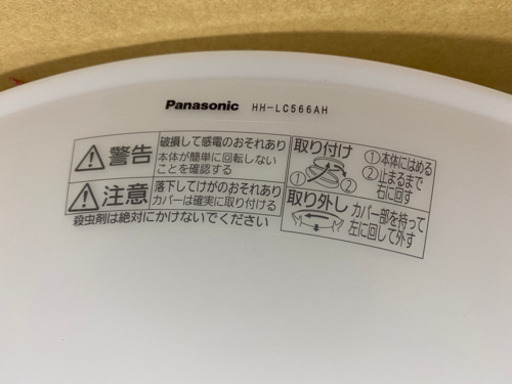 Panasonic HH-LC566AH
警告 破損して感電のおそれあり
本体が簡単に回転しない
ことを確認する
注意 落下してけがのおそれあり
カバーは確実に取り付ける
殺虫剤は絶対にかけないでください
取り付け ①本体にはめる
②止まるまで
右に回す
① ②
取り外し カバー部を持って
左に回して外す